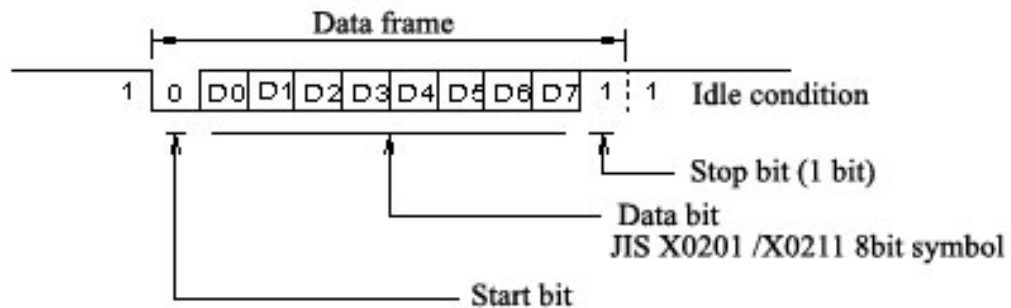 Data frame
1 0 D0 D1 D2 D3 D4 D5 D6 D7 1 1 Idle condition
Stop bit (1 bit)
Data bit
JIS X0201 /X0211 8bit symbol
Start bit